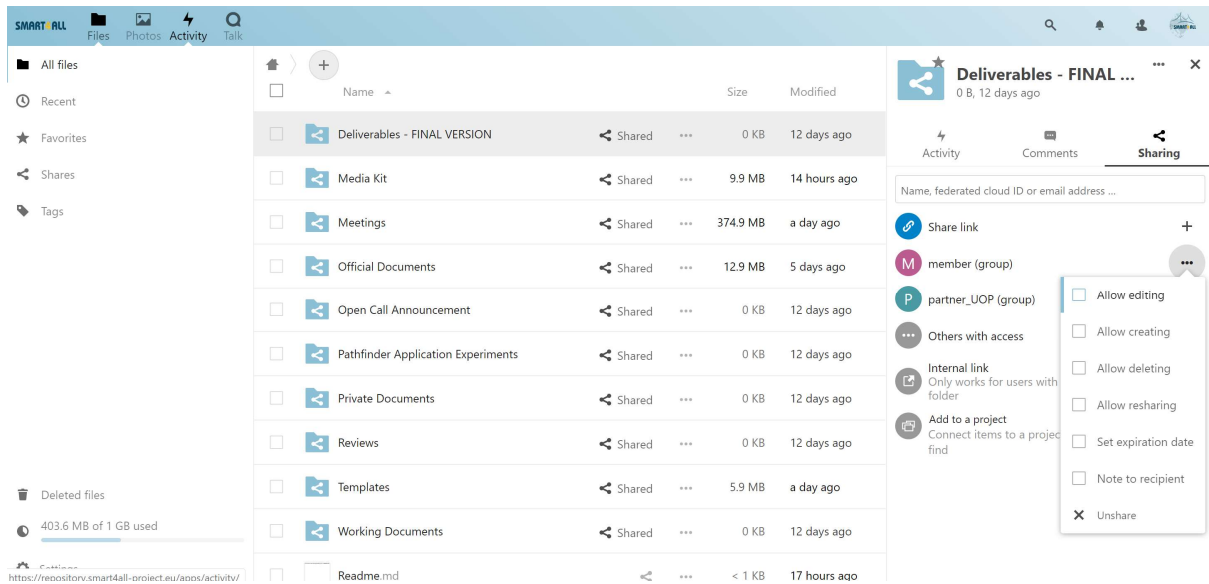 SMART4ALL
Files Photos Activity Talk
All files
Recent
Favorites
Shares
Tags
Deleted files
403.6 MB of 1 GB used
Settings
https://repository.smart4all-project.eu/apps/activity/
Name Size Modified
Deliverables - FINAL VERSION Shared 0 KB 12 days ago
Media Kit Shared 9.9 MB 14 hours ago
Meetings Shared 374.9 MB a day ago
Official Documents Shared 12.9 MB 5 days ago
Open Call Announcement Shared 0 KB 12 days ago
Pathfinder Application Experiments Shared 0 KB 12 days ago
Private Documents Shared 0 KB 12 days ago
Reviews Shared 0 KB 12 days ago
Templates Shared 5.9 MB a day ago
Working Documents Shared 0 KB 12 days ago
Readme.md < 1 KB 17 hours ago
Deliverables - FINAL ...
0 B, 12 days ago
Activity Comments Sharing
Name, federated cloud ID or email address ...
Share link
M member (group)
P partner_UOP (group)
Others with access
Internal link
Only works for users with
folder
Add to a project
Connect items to a projec
find
Allow editing
Allow creating
Allow deleting
Allow resharing
Set expiration date
Note to recipient
Unshare